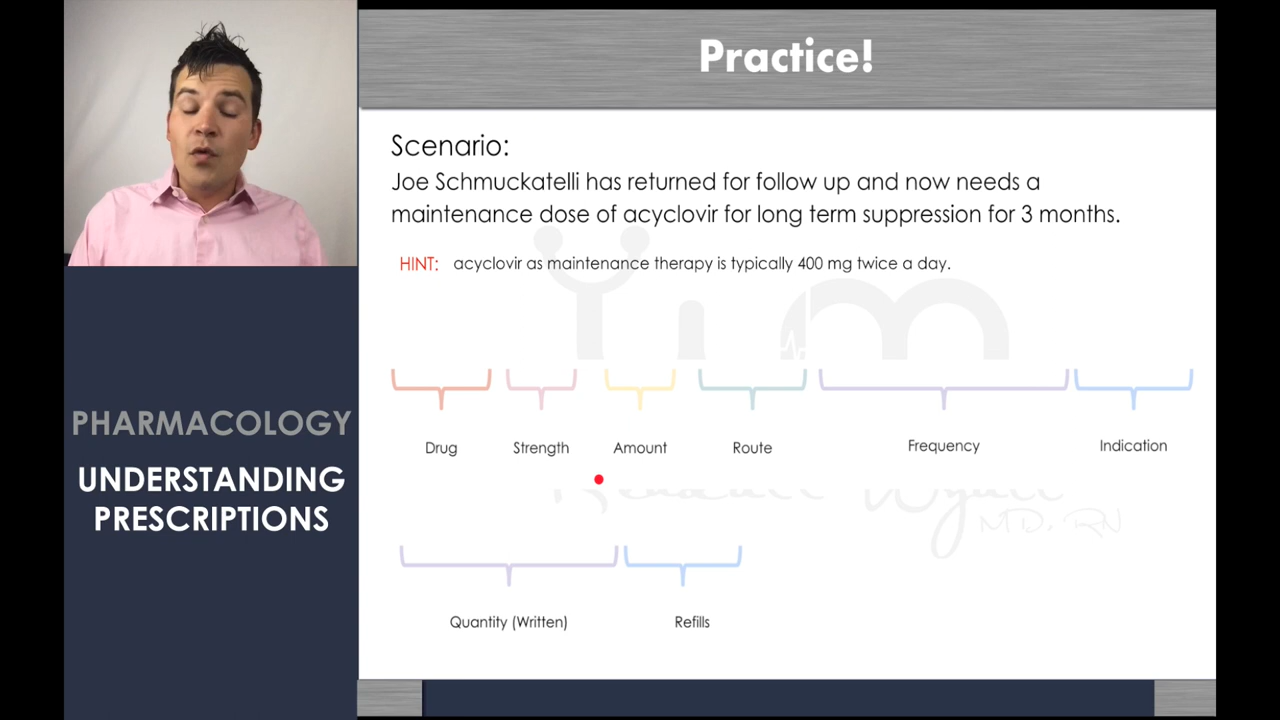 Practice!
Scenario:
Joe Schmuckatelli has returned for follow up and now needs a
maintenance dose of acyclovir for long term suppression for 3 months.
HINT: acyclovir as maintenance therapy is typically 400 mg twice a day.
Drug Strength Amount Route Frequency Indication
MD, RN
Quantity (Written) Refills
PHARMACOLOGY
UNDERSTANDING
PRESCRIPTIONS